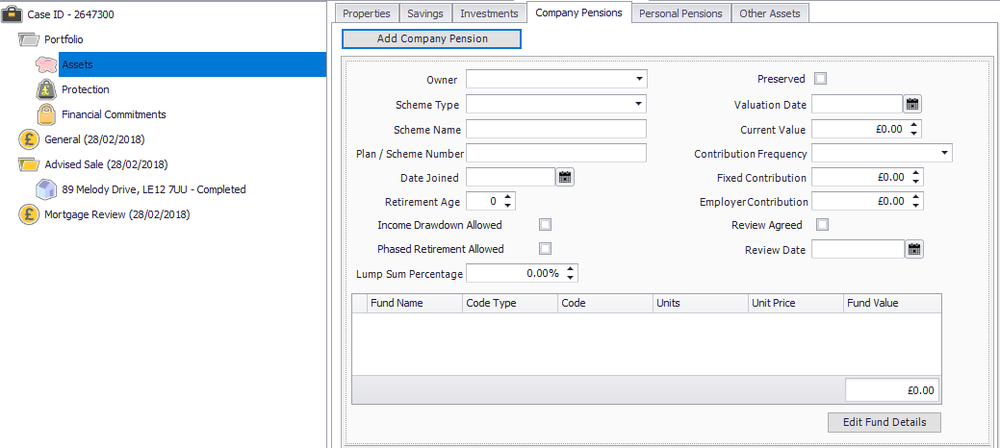 Case ID - 2647300
Portfolio
Assets
Protection
Financial Commitments
General (28/02/2018)
Advised Sale (28/02/2018)
89 Melody Drive, LE12 7UU - Completed
Mortgage Review (28/02/2018)
Properties Savings Investments Company Pensions Personal Pensions Other Assets
Add Company Pension
Owner Preserved
Scheme Type Valuation Date
Scheme Name Current Value £0.00
Plan / Scheme Number Contribution Frequency
Date Joined Fixed Contribution £0.00
Retirement Age 0 Employer Contribution £0.00
Income Drawdown Allowed Review Agreed
Phased Retirement Allowed Review Date
Lump Sum Percentage 0.00%
Fund Name Code Type Code Units Unit Price Fund Value
£0.00
Edit Fund Details